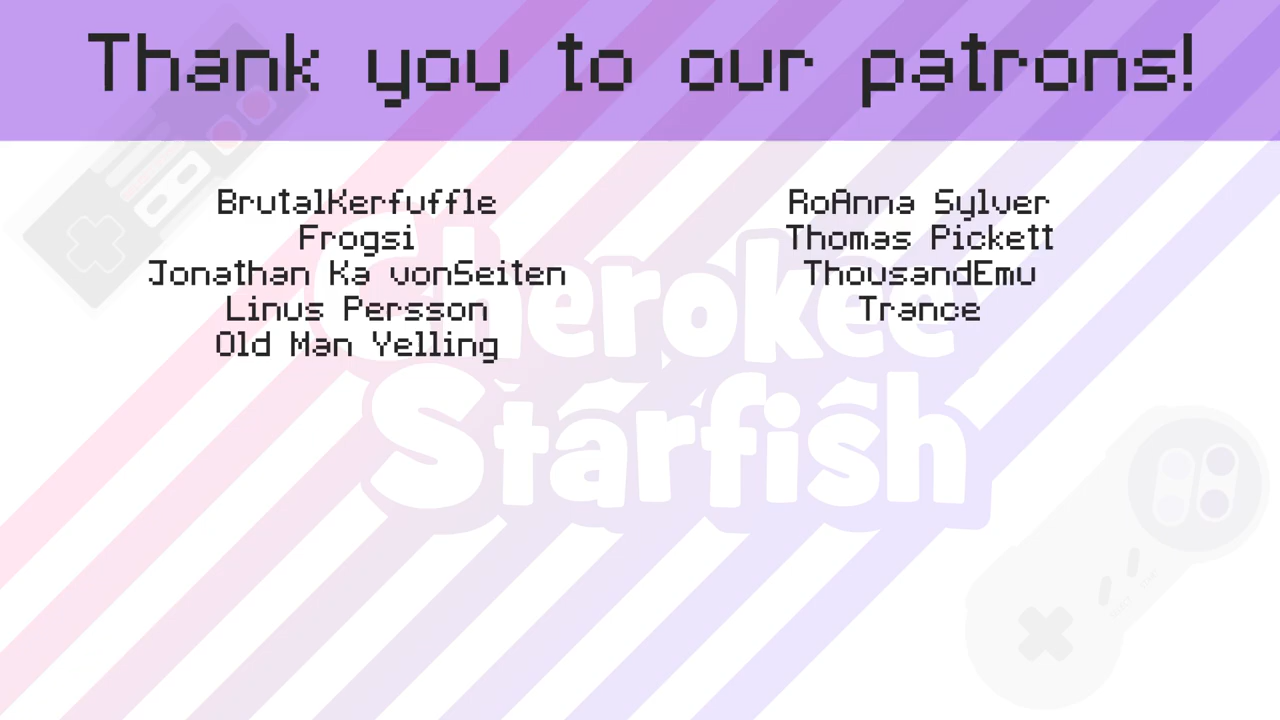 Thank you to our patrons!
BrutalKerfuffle
Frogsi
Jonathan Ka vonSeiten
Linus Persson
Old Man Yelling
RoAnna Sylver
Thomas Pickett
ThousandEmu
Trance
Cherokee
Starfish